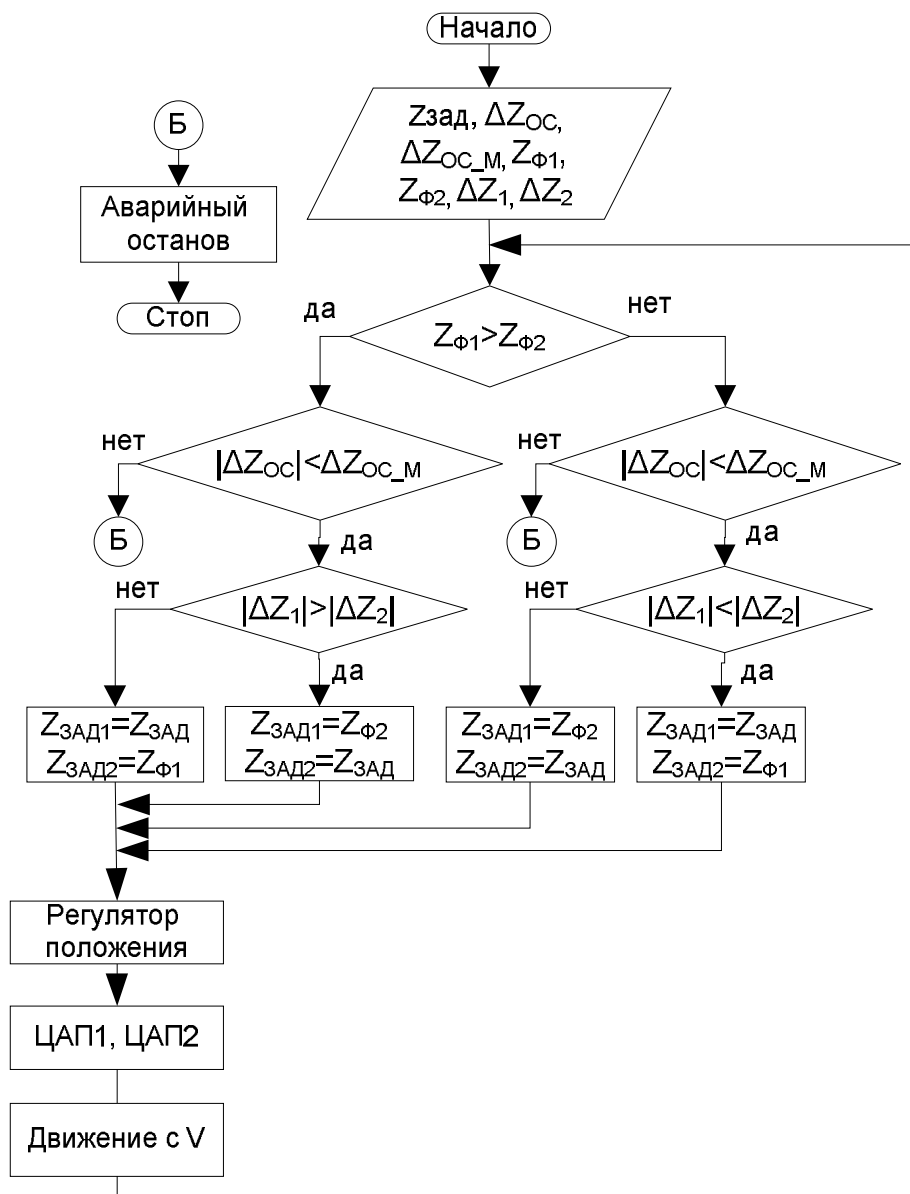 Начало
Zзад, ΔZОС,
ΔZОС_М, ZФ1,
ZФ2, ΔZ1, ΔZ2
Б
Аварийный
останов
Стоп
да
нет
ZФ1>ZФ2
нет
|ΔZОС|<ΔZОС_М
нет
|ΔZОС|<ΔZОС_М
Б
да
Б
да
нет
|ΔZ1|>|ΔZ2|
нет
|ΔZ1|<|ΔZ2|
да
да
ZЗАД1=ZЗАД
ZЗАД2=ZФ1
ZЗАД1=ZФ2
ZЗАД2=ZЗАД
ZЗАД1=ZФ2
ZЗАД2=ZЗАД
ZЗАД1=ZЗАД
ZЗАД2=ZФ1
Регулятор
положения
ЦАП1, ЦАП2
Движение с V